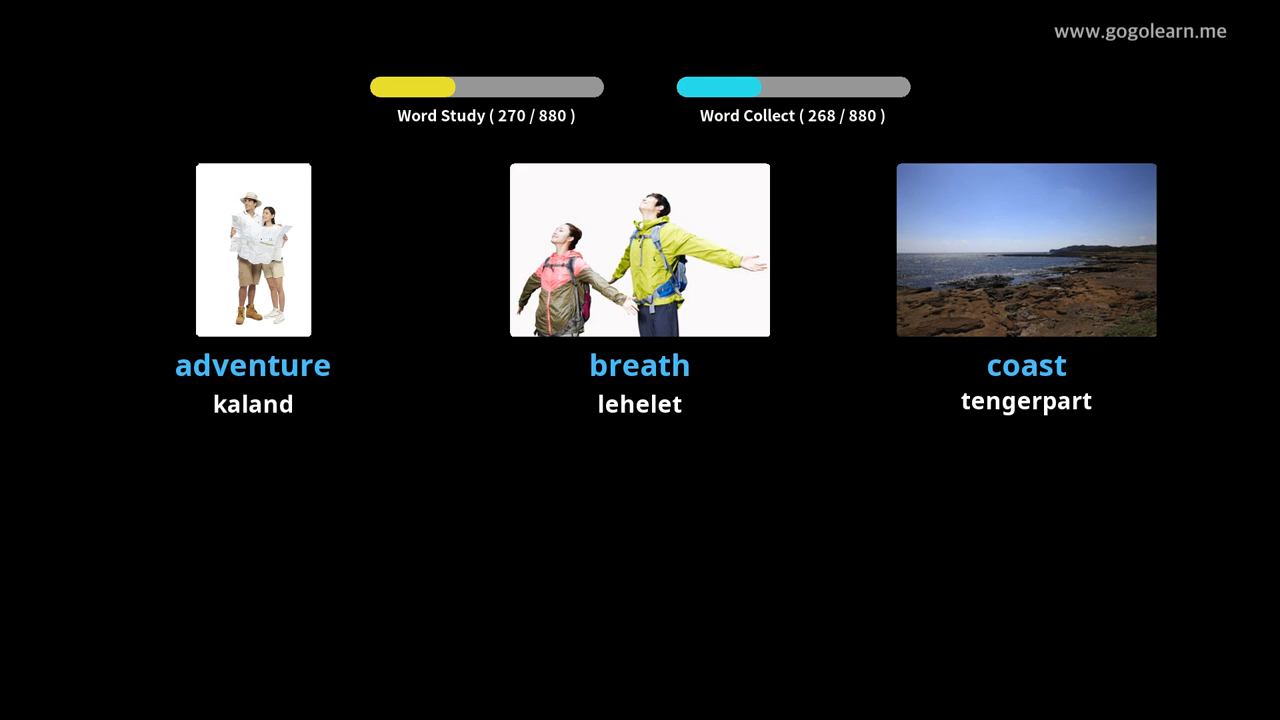 www.gogolearn.me
Word Study ( 270 / 880 )
Word Collect ( 268 / 880 )
adventure
kaland
breath
lehelet
coast
tengerpart